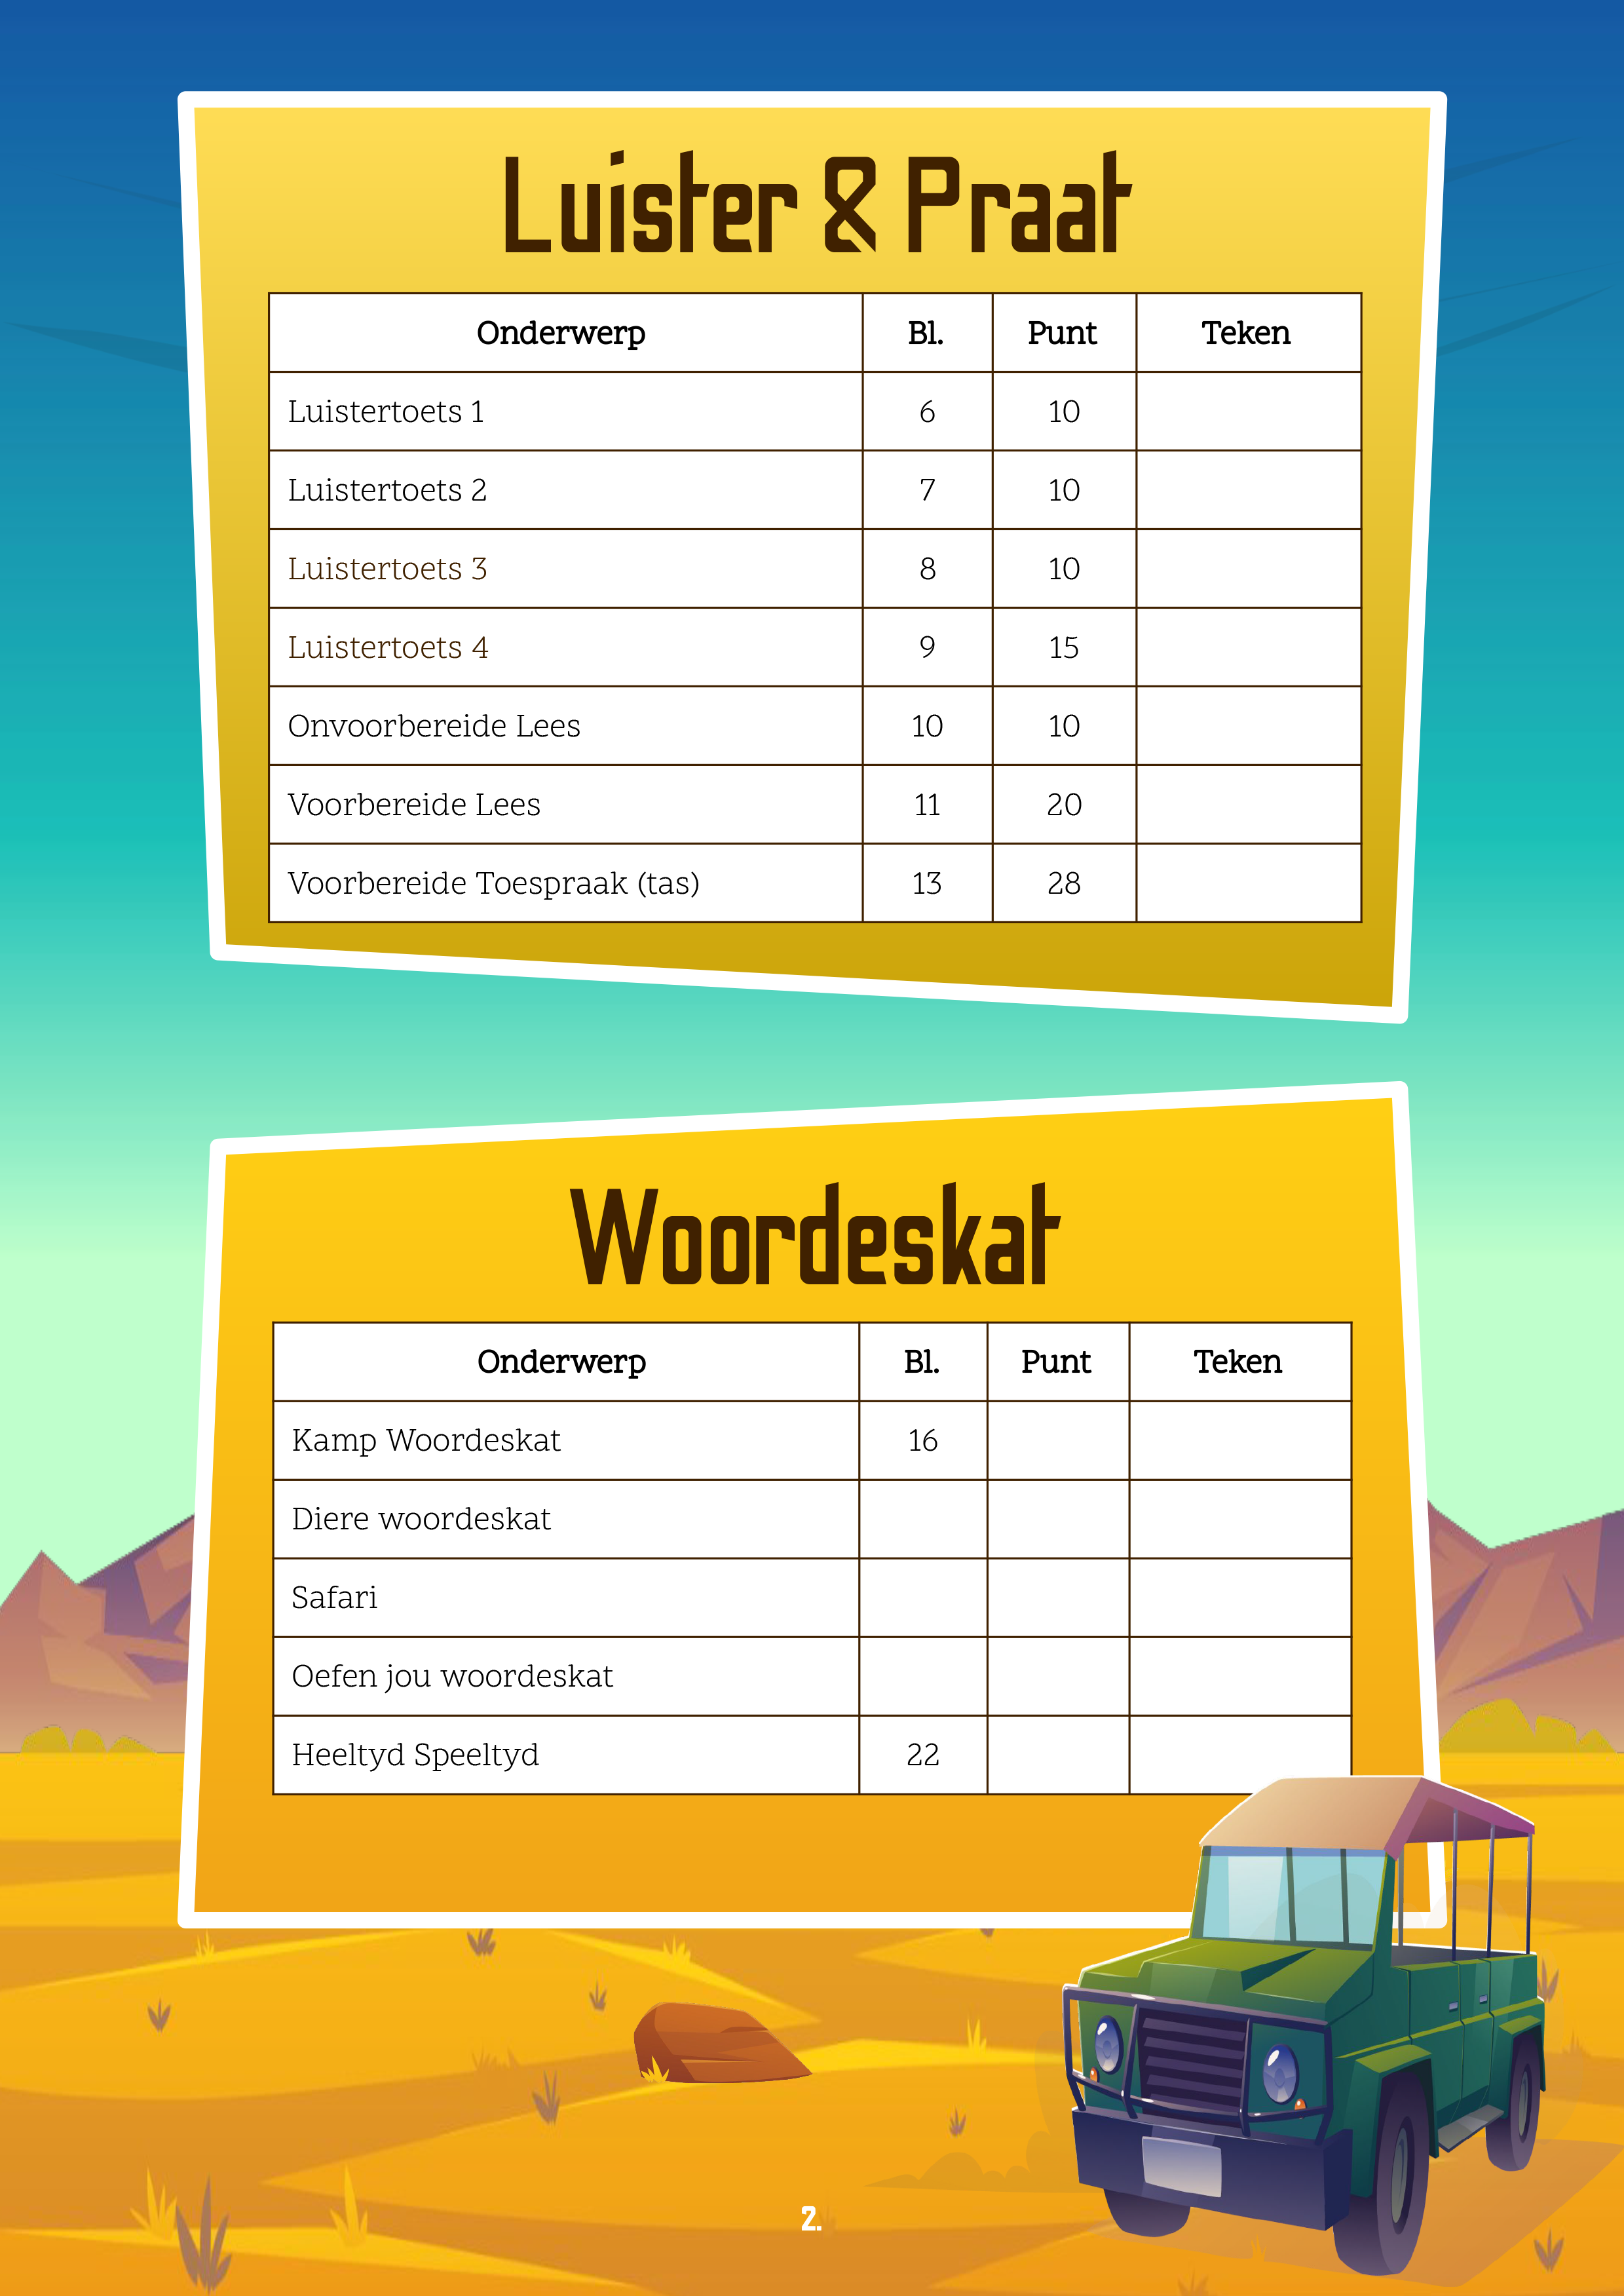 Luister & Praat
Onderwerp Bl. Punt Teken
Luistertoets 1 6 10
Luistertoets 2 7 10
Luistertoets 3 8 10
Luistertoets 4 9 15
Onvoorbereide Lees 10 10
Voorbereide Lees 11 20
Voorbereide Toespraak (tas) 13 28
Woordeskat
Onderwerp Bl. Punt Teken
Kamp Woordeskat 16
Diere woordeskat
Safari
Oefen jou woordeskat
Heeltyd Speeltyd 22
2.